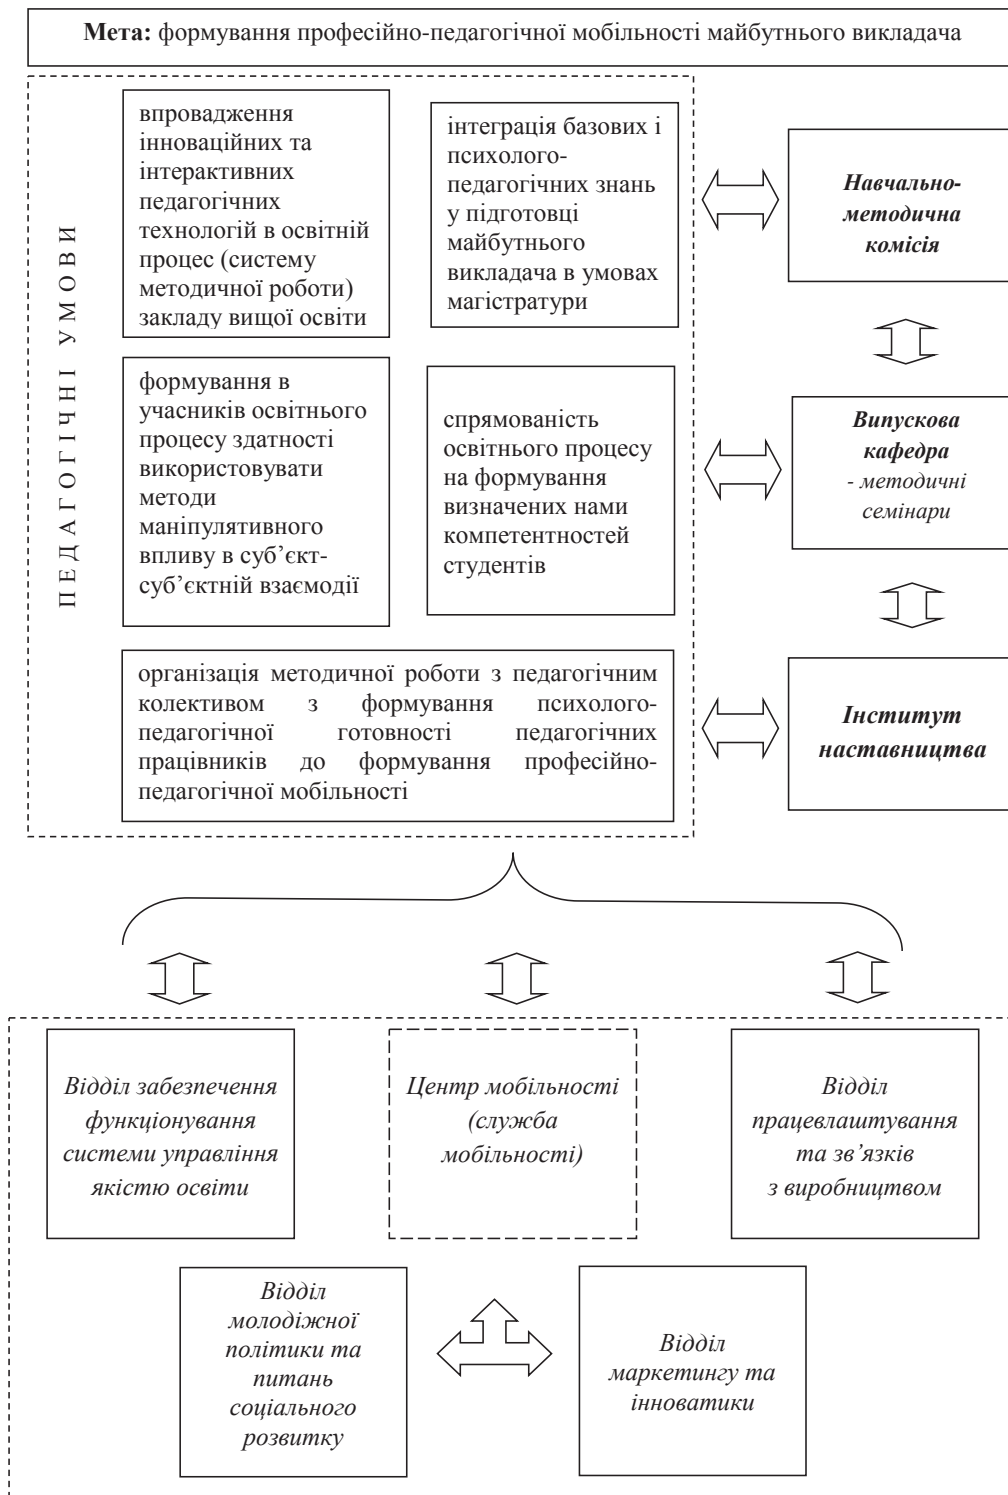 Мета: формування професійно-педагогічної мобільності майбутнього викладача
ПЕДАГОГІЧНІ УМОВИ
впровадження
інноваційних та
інтерактивних
педагогічних
технологій в освітній
процес (систему
методичної роботи)
закладу вищої освіти
інтеграція базових і
психолого-
педагогічних знань
у підготовці
майбутнього
викладача в умовах
магістратури
Навчально-
методична
комісія
формування в
учасників освітнього
процесу здатності
використовувати
методи
маніпулятивного
впливу в суб’єкт-
суб’єктній взаємодії
спрямованість
освітнього процесу
на формування
визначених нами
компетентностей
студентів
Випускова
кафедра
- методичні
семінари
організація методичної роботи з педагогічним
колективом з формування психолого-
педагогічної готовності педагогічних
працівників до формування професійно-
педагогічної мобільності
Інститут
наставництва
Відділ забезпечення
функціонування
системи управління
якістю освіти
Центр мобільності
(служба
мобільності)
Відділ
працевлаштування
та зв’язків
з виробництвом
Відділ
молодіжної
політики та
питань
соціального
розвитку
Відділ
маркетингу та
інноватики